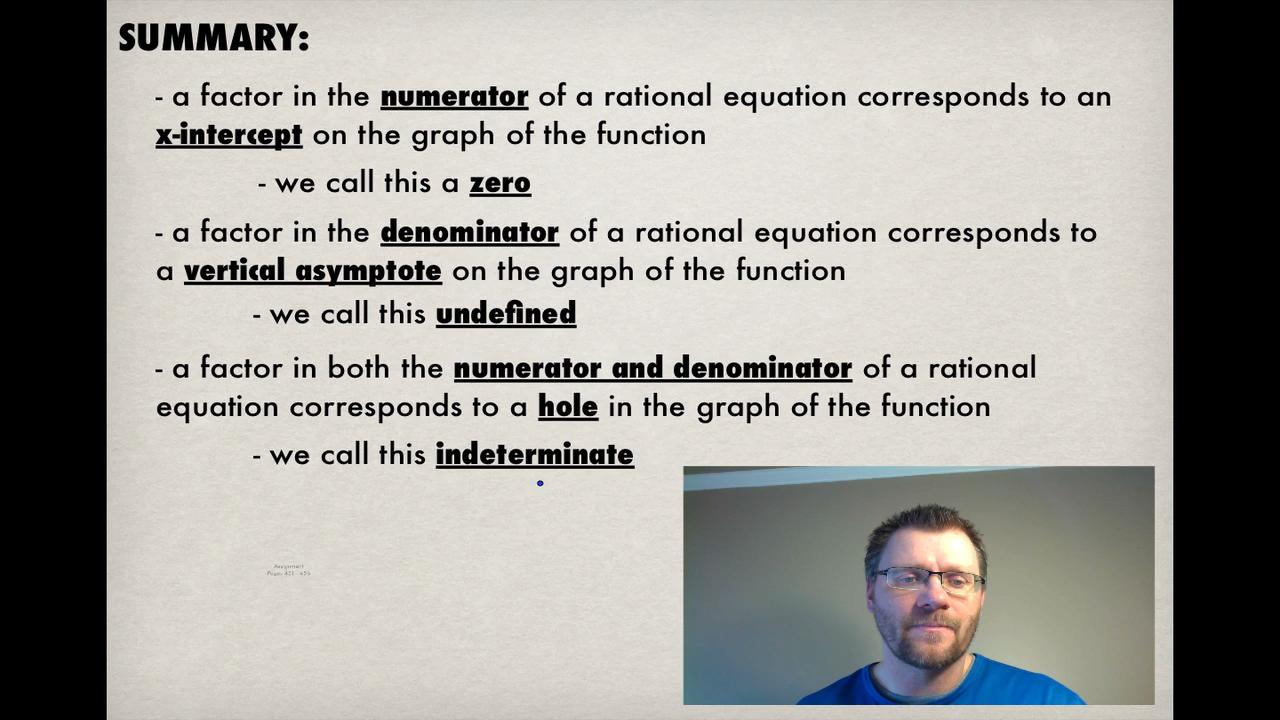 SUMMARY:
- a factor in the numerator of a rational equation corresponds to an
x-intercept on the graph of the function
- we call this a zero
- a factor in the denominator of a rational equation corresponds to
a vertical asymptote on the graph of the function
- we call this undefined
- a factor in both the numerator and denominator of a rational
equation corresponds to a hole in the graph of the function
- we call this indeterminate
Assignment